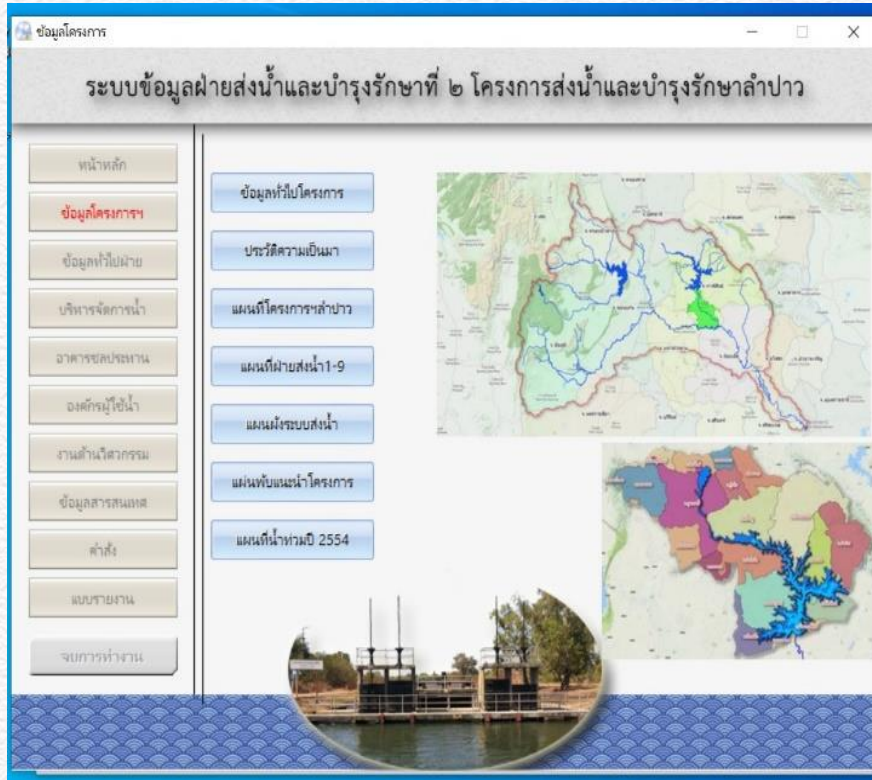 ข้อมูลโครงการ
ระบบข้อมูลฝ่ายส่งน้ำและบำรุงรักษาที่ ๒ โครงการส่งน้ำและบำรุงรักษาลำปาว
หน้าหลัก
ข้อมูลโครงการฯ
ข้อมูลทั่วไปฝ่าย
บริหารจัดการน้ำ
อาคารชลประทาน
องค์กรผู้ใช้น้ำ
งานด้านวิศวกรรม
ข้อมูลสารสนเทศ
คำสั่ง
แบบรายงาน
จบการทำงาน
ข้อมูลทั่วไปโครงการ
ประวัติความเป็นมา
แผนที่โครงการฯลำปาว
แผนที่ฝ่ายส่งน้ำ1-9
แผนผังระบบส่งน้ำ
แผ่นพับแนะนำโครงการ
แผนที่น้ำท่วมปี 2554